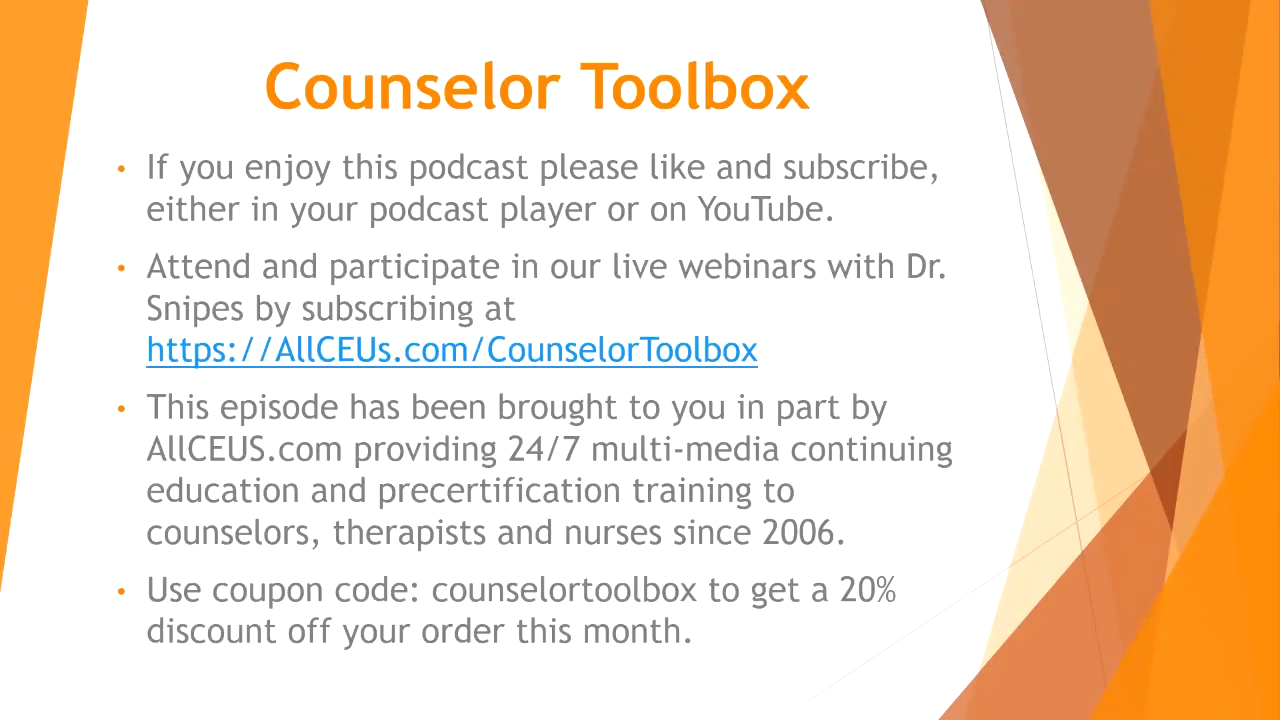 Counselor Toolbox
• If you enjoy this podcast please like and subscribe,
either in your podcast player or on YouTube.
• Attend and participate in our live webinars with Dr.
Snipes by subscribing at
https://AllCEUs.com/CounselorToolbox
• This episode has been brought to you in part by
AllCEUS.com providing 24/7 multi-media continuing
education and precertification training to
counselors, therapists and nurses since 2006.
• Use coupon code: counselortoolbox to get a 20%
discount off your order this month.